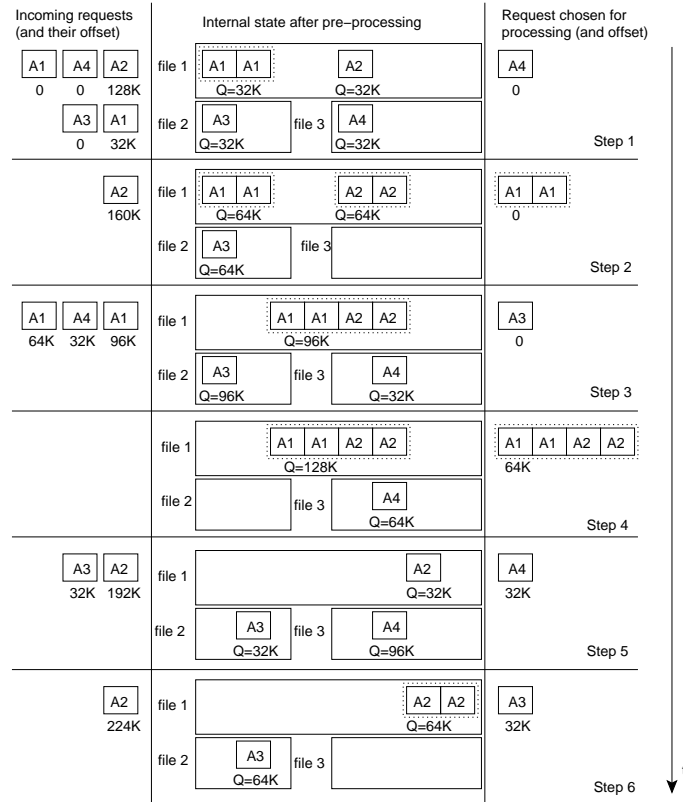 Incoming requests (and their offset)
Internal state after pre−processing
Request chosen for processing (and offset)
A1 A4 A2
0 0 128K
A3 A1
0 32K
file 1 A1 A1 A2
Q=32K Q=32K
file 2 A3 file 3 A4
Q=32K Q=32K
A4
0
Step 1
A2
160K
file 1 A1 A1 A2 A2
Q=64K Q=64K
file 2 A3 file 3
Q=64K
A1 A1
0
Step 2
A1 A4 A1
64K 32K 96K
file 1 A1 A1 A2 A2
Q=96K
file 2 A3 file 3 A4
Q=96K Q=32K
A3
0
Step 3
file 1 A1 A1 A2 A2
Q=128K
file 2 file 3 A4
Q=64K
A1 A1 A2 A2
64K
Step 4
A3 A2
32K 192K
file 1 A2
Q=32K
file 2 A3 file 3 A4
Q=32K Q=96K
A4
32K
Step 5
A2
224K
file 1 A2 A2
Q=64K
file 2 A3 file 3
Q=64K
A3
32K
Step 6